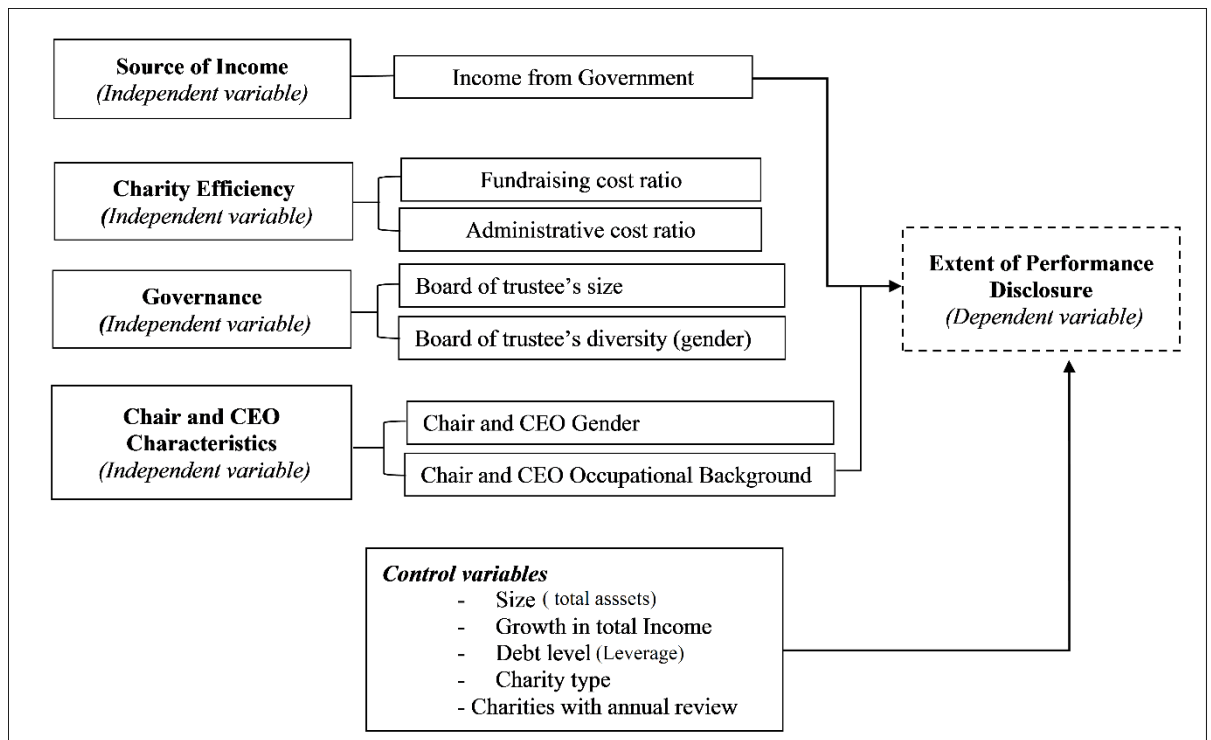 Source of Income
(Independent variable)
Income from Government
Charity Efficiency
(Independent variable)
Fundraising cost ratio
Administrative cost ratio
Governance
(Independent variable)
Board of trustee's size
Board of trustee's diversity (gender)
Chair and CEO
Characteristics
(Independent variable)
Chair and CEO Gender
Chair and CEO Occupational Background
Extent of Performance
Disclosure
(Dependent variable)
Control variables
- Size ( total asssets)
- Growth in total Income
- Debt level (Leverage)
- Charity type
- Charities with annual review